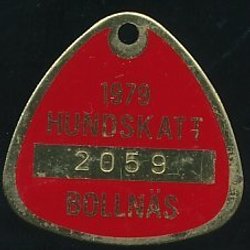 1979
HUNDSKATT
2059
BOLLNÄS